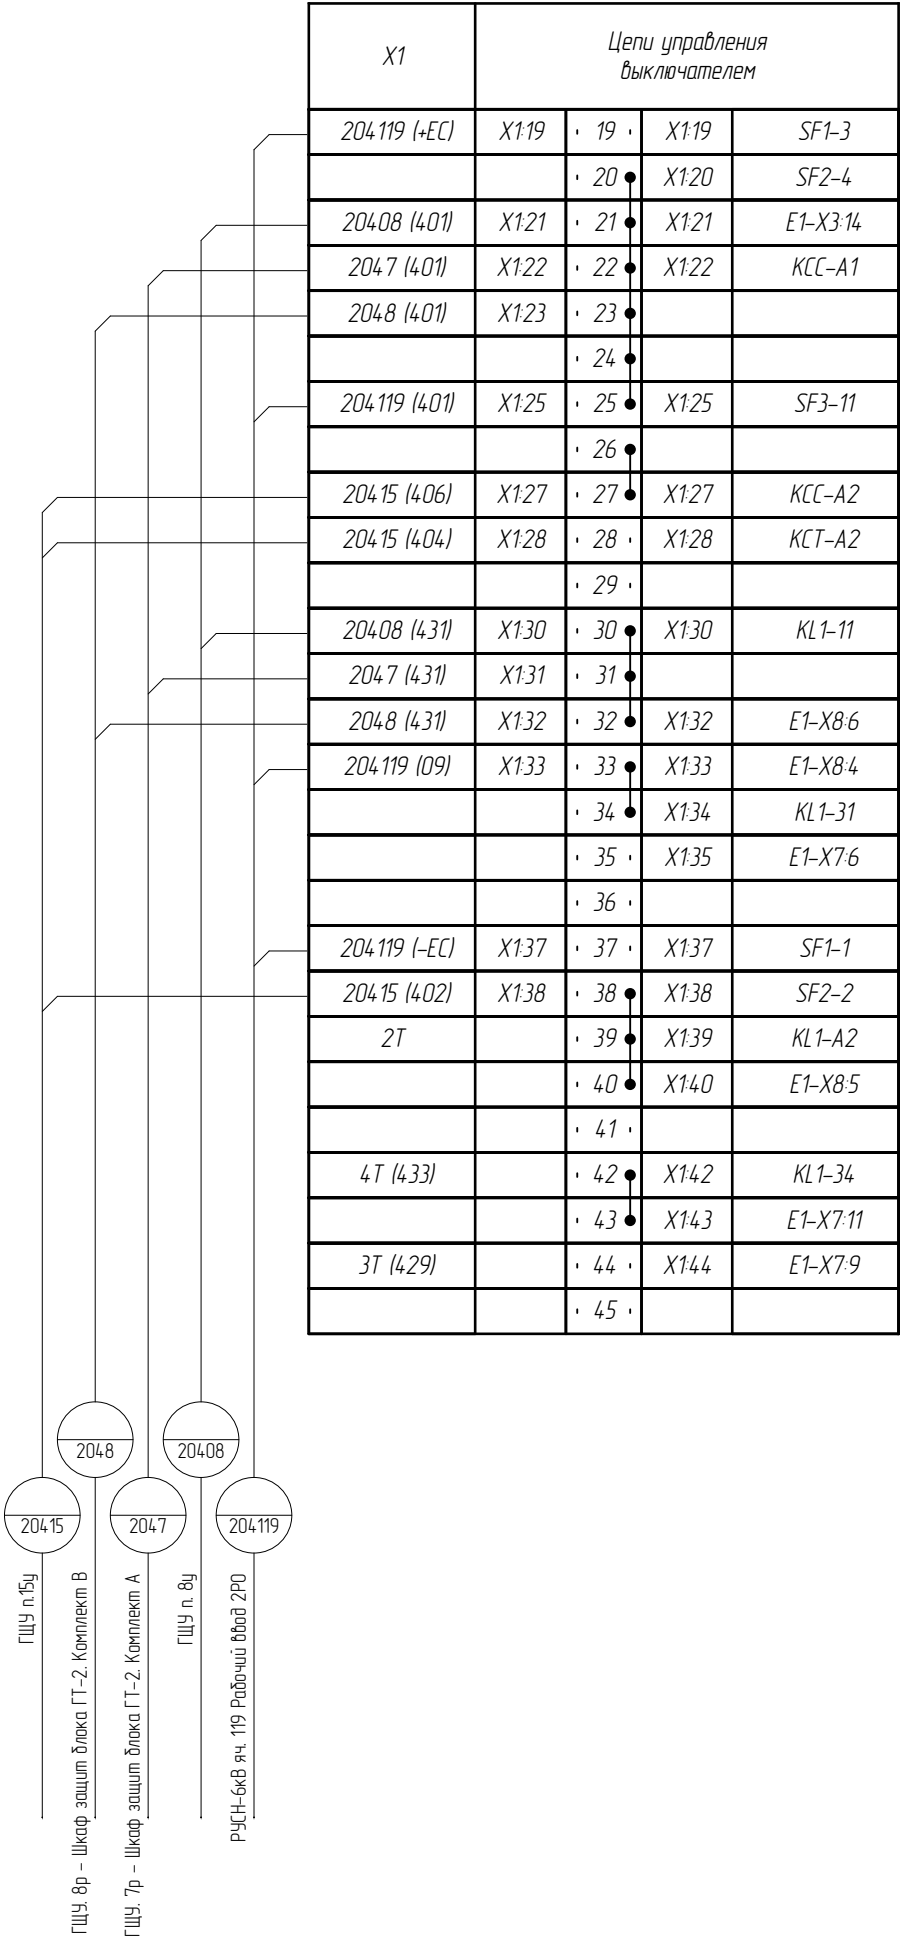 X1
Цепи управления
выключателем
204119 (+EC) X1:19 19 X1:19 SF1-3
20 X1:20 SF2-4
20408 (401) X1:21 21 X1:21 E1-X3:14
2047 (401) X1:22 22 X1:22 KCC-A1
2048 (401) X1:23 23
24
204119 (401) X1:25 25 X1:25 SF3-11
26
20415 (406) X1:27 27 X1:27 KCC-A2
20415 (404) X1:28 28 X1:28 KCT-A2
29
20408 (431) X1:30 30 X1:30 KL1-11
2047 (431) X1:31 31
2048 (431) X1:32 32 X1:32 E1-X8:6
204119 (09) X1:33 33 X1:33 E1-X8:4
34 X1:34 KL1-31
35 X1:35 E1-X7:6
36
204119 (-EC) X1:37 37 X1:37 SF1-1
20415 (402) X1:38 38 X1:38 SF2-2
2T 39 X1:39 KL1-A2
40 X1:40 E1-X8:5
41
4T (433) 42 X1:42 KL1-34
43 X1:43 E1-X7:11
3T (429) 44 X1:44 E1-X7:9
45
2048 20408
20415 2047 204119
ГЩУ п.15у
ГЩУ. 8р - Шкаф защит блока ГТ-2. Комплект В
ГЩУ. 7р - Шкаф защит блока ГТ-2. Комплект А
ГЩУ п. 8у
РУСН-6кВ яч. 119 Рабочий ввод 2РО